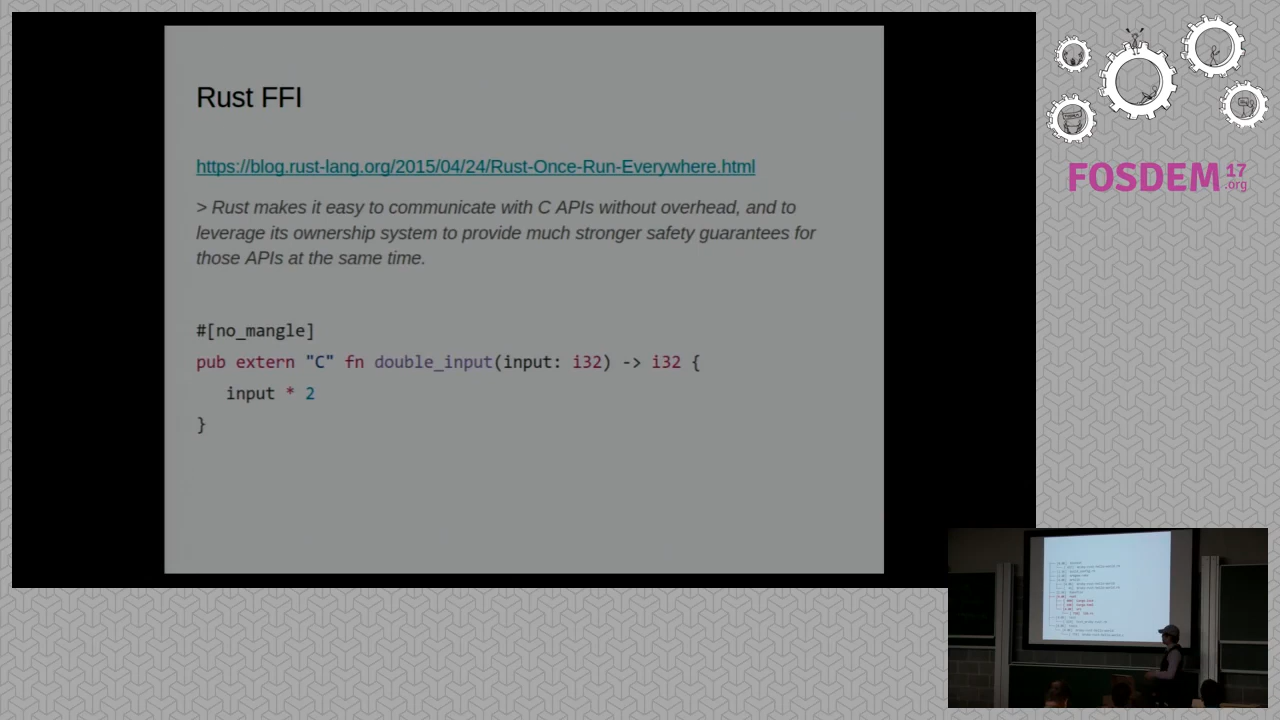 Rust FFI
https://blog.rust-lang.org/2015/04/24/Rust-Once-Run-Everywhere.html
> Rust makes it easy to communicate with C APIs without overhead, and to
leverage its ownership system to provide much stronger safety guarantees for
those APIs at the same time.
#[no_mangle]
pub extern "C" fn double_input(input: i32) -> i32 {
input * 2
}
FOSDEM 17
.org